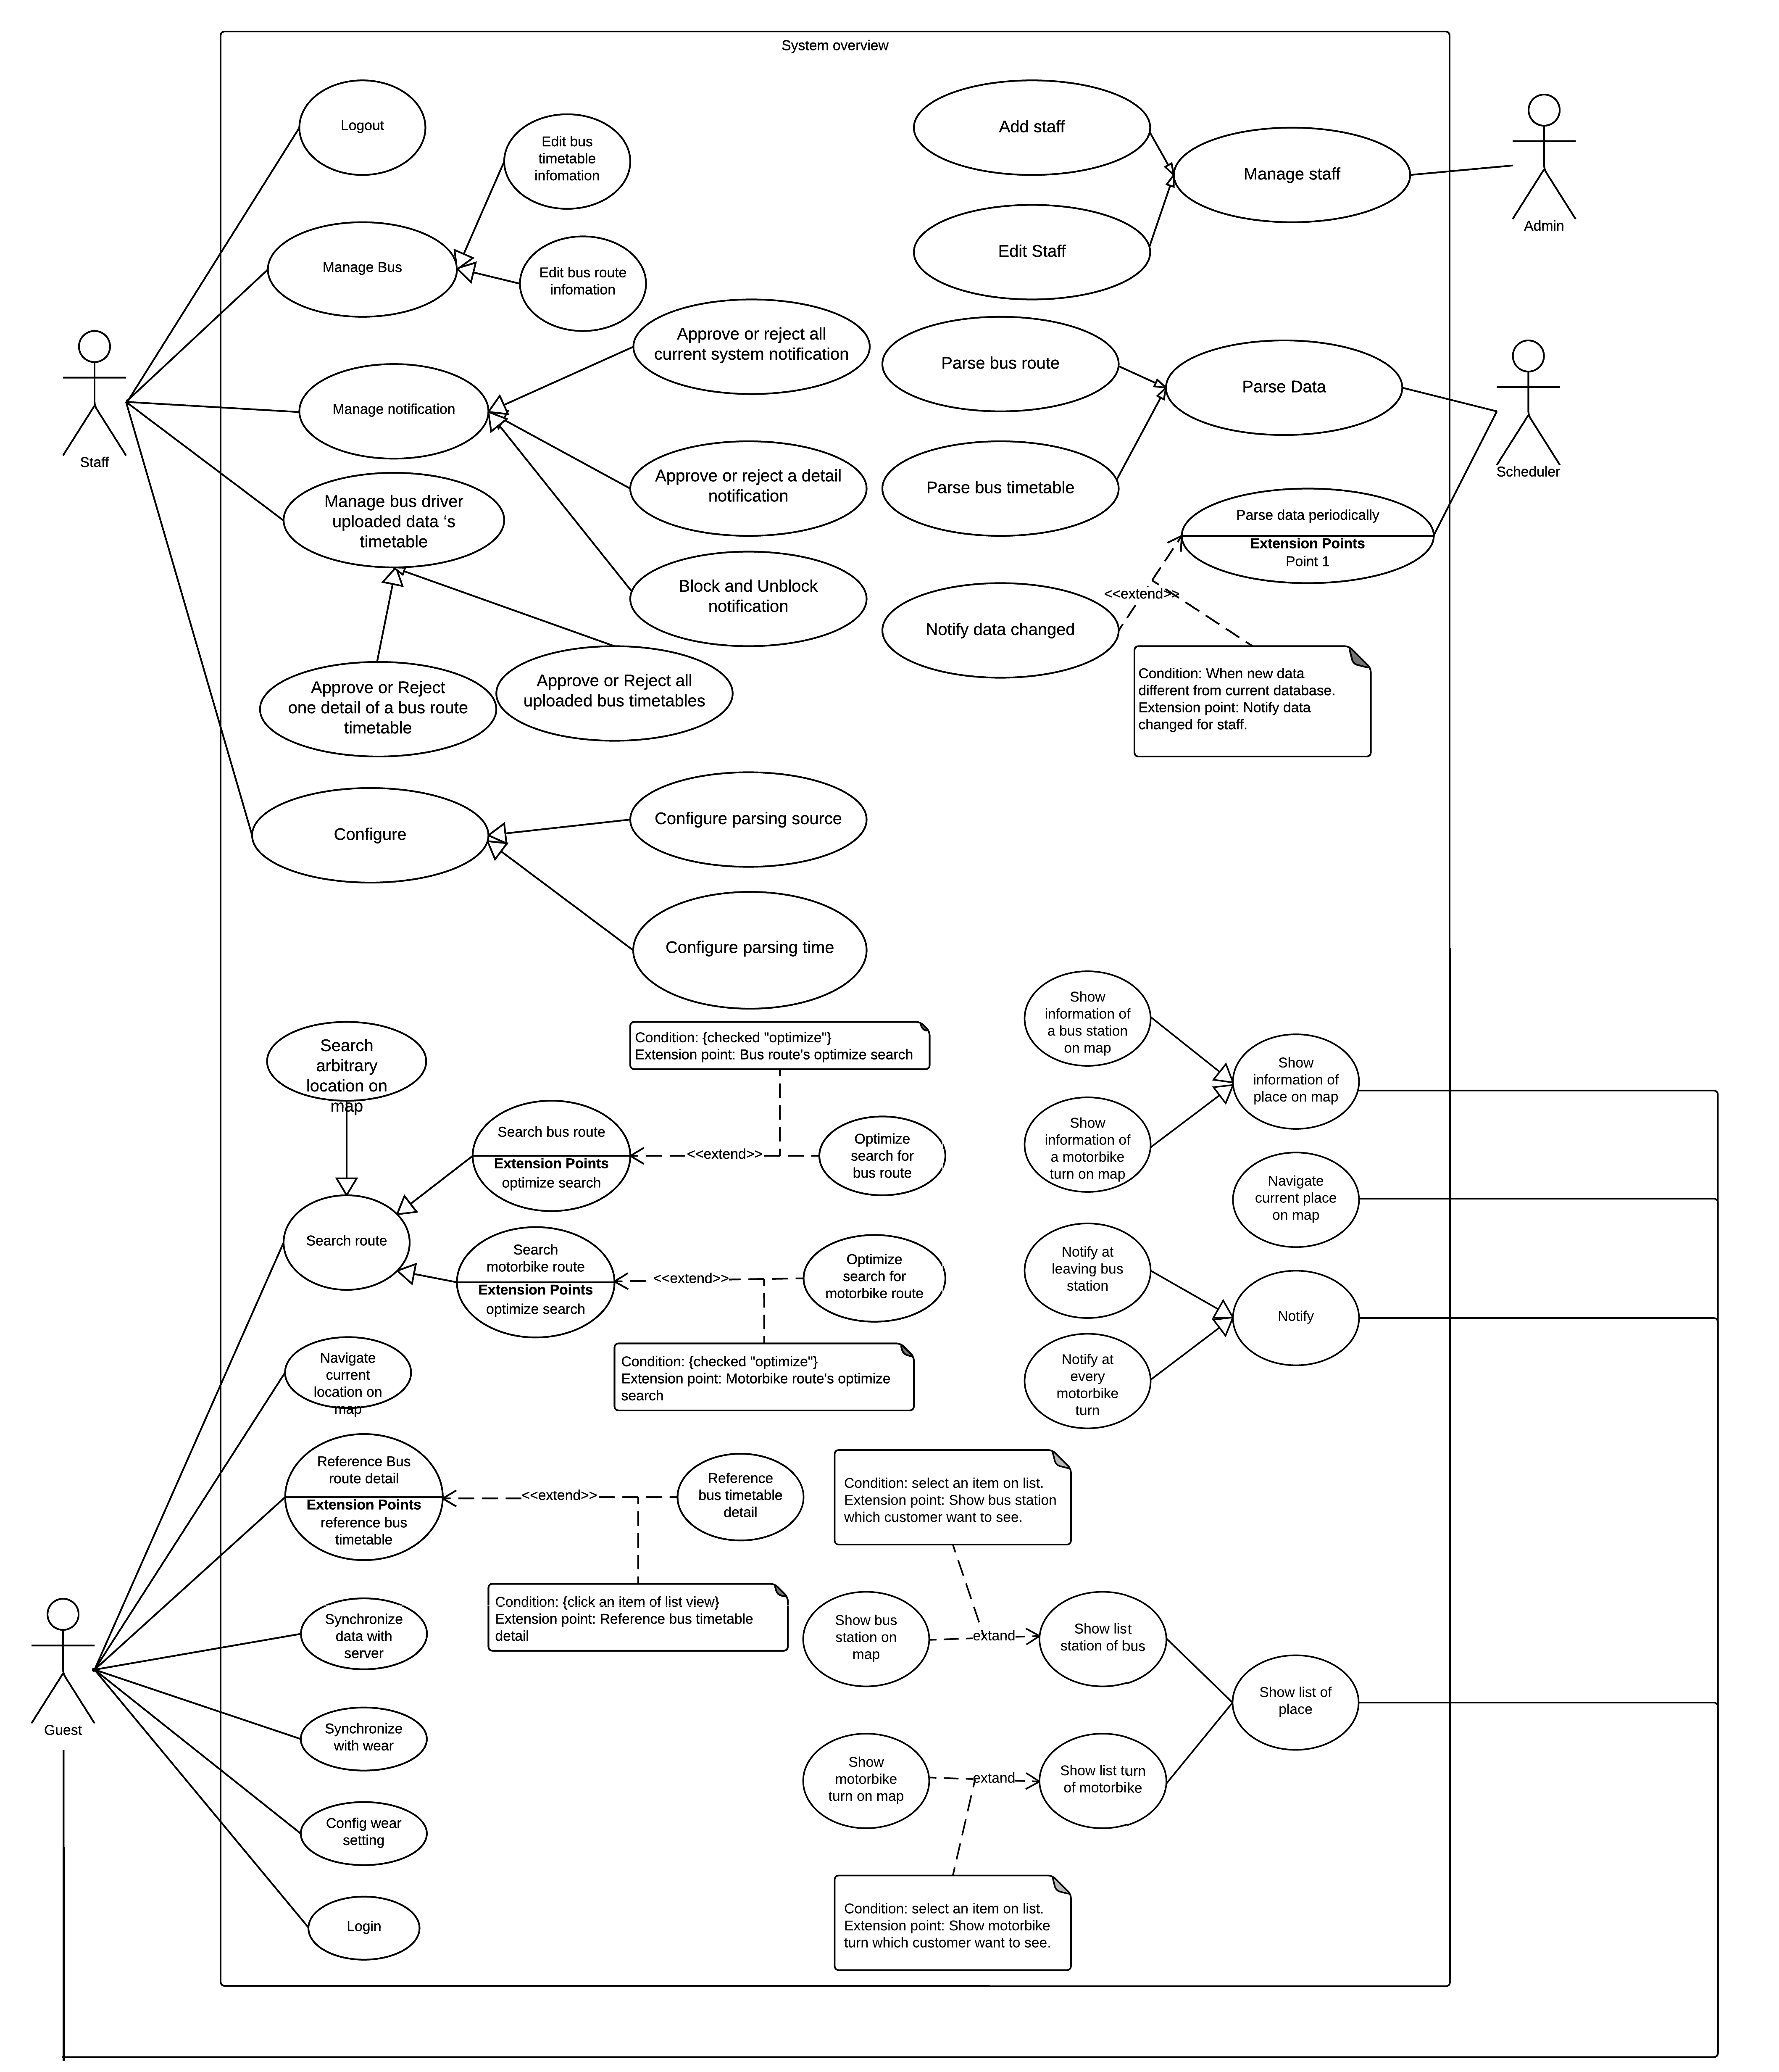 System overview
Logout
Edit bus
timetable
infomation
Manage Bus
Edit bus route
infomation
Add staff
Manage staff
Edit Staff
Admin
Staff
Manage notification
Approve or reject all
current system notification
Approve or reject a detail
notification
Block and Unblock
notification
Parse bus route
Parse Data
Parse bus timetable
Scheduler
Parse data periodically
Extension Points
Point 1
<<extend>>
Notify data changed
Condition: When new data
different from current database.
Extension point: Notify data
changed for staff.
Manage bus driver
uploaded data ‘s
timetable
Approve or Reject
one detail of a bus route
timetable
Approve or Reject all
uploaded bus timetables
Configure
Configure parsing source
Configure parsing time
Search
arbitrary
location on
map
Condition: {checked "optimize"}
Extension point: Bus route's optimize search
Search bus route
Extension Points
optimize search
<<extend>>
Optimize
search for
bus route
Search route
Search
motorbike route
Extension Points
optimize search
<<extend>>
Optimize
search for
motorbike route
Condition: {checked "optimize"}
Extension point: Motorbike route's optimize
search
Show
information of
a bus station
on map
Show
information of
place on map
Show
information of
a motorbike
turn on map
Navigate
current place
on map
Notify at
leaving bus
station
Notify
Notify at
every
motorbike
turn
Navigate
current
location on
map
Reference Bus
route detail
Extension Points
reference bus
timetable
<<extend>>
Reference
bus timetable
detail
Condition: {click an item of list view}
Extension point: Reference bus timetable
detail
Condition: select an item on list.
Extension point: Show bus station
which customer want to see.
Guest
Synchronize
data with
server
Synchronize
with wear
Config wear
setting
Login
Show bus
station on
map
extand
Show list
station of bus
Show list of
place
Show
motorbike
turn on map
extand
Show list turn
of motorbike
Condition: select an item on list.
Extension point: Show motorbike
turn which customer want to see.